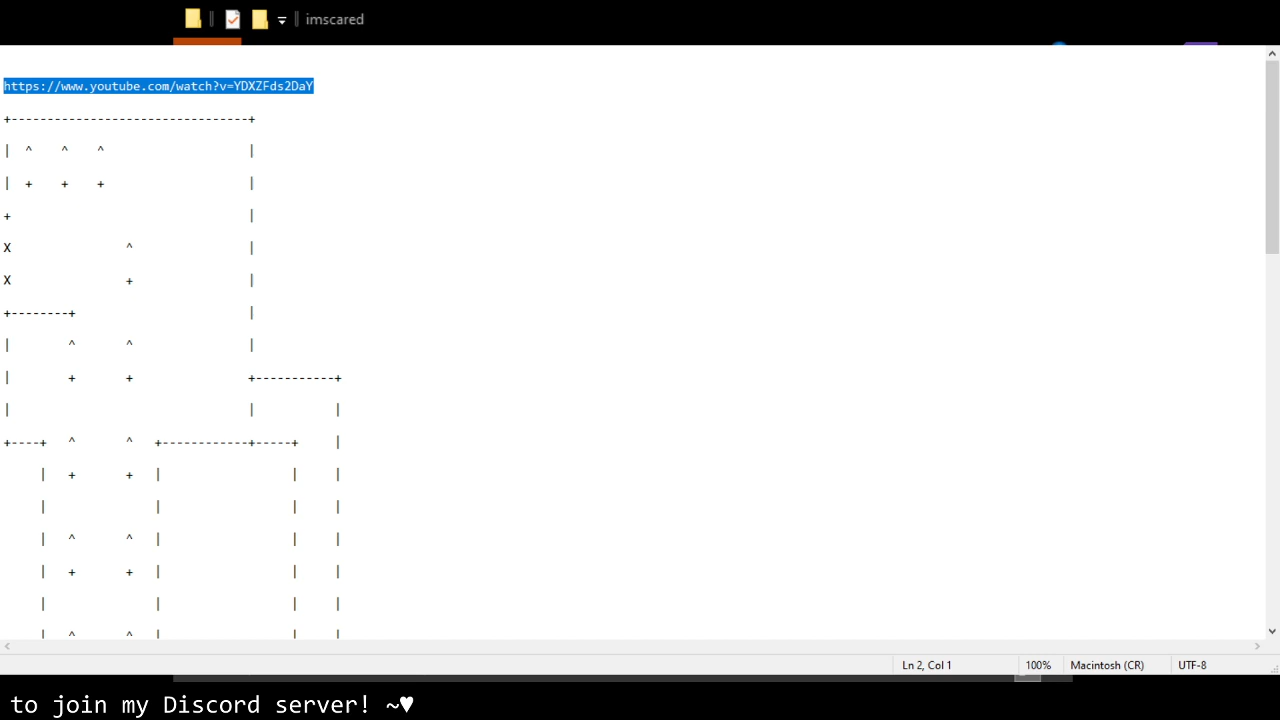 imscared
https://www.youtube.com/watch?v=YDXZFds2DaY
+---------------------------------+
|  ^    ^    ^                    |
|  +    +    +                    |
+                                 |
X                ^                |
X                +                |
+--------+                        |
|        ^       ^                |
|        +       +                +-----------+
|                                 |           |
+----+   ^       ^   +------------+-----+     |
     |   +       +   |                  |     |
     |               |                  |     |
     |   ^       ^   |                  |     |
     |   +       +   |                  |     |
     |               |                  |     |
     |   ^       ^   |                  |     |
Ln 2, Col 1
100%
Macintosh (CR)
UTF-8
to join my Discord server! ~♥